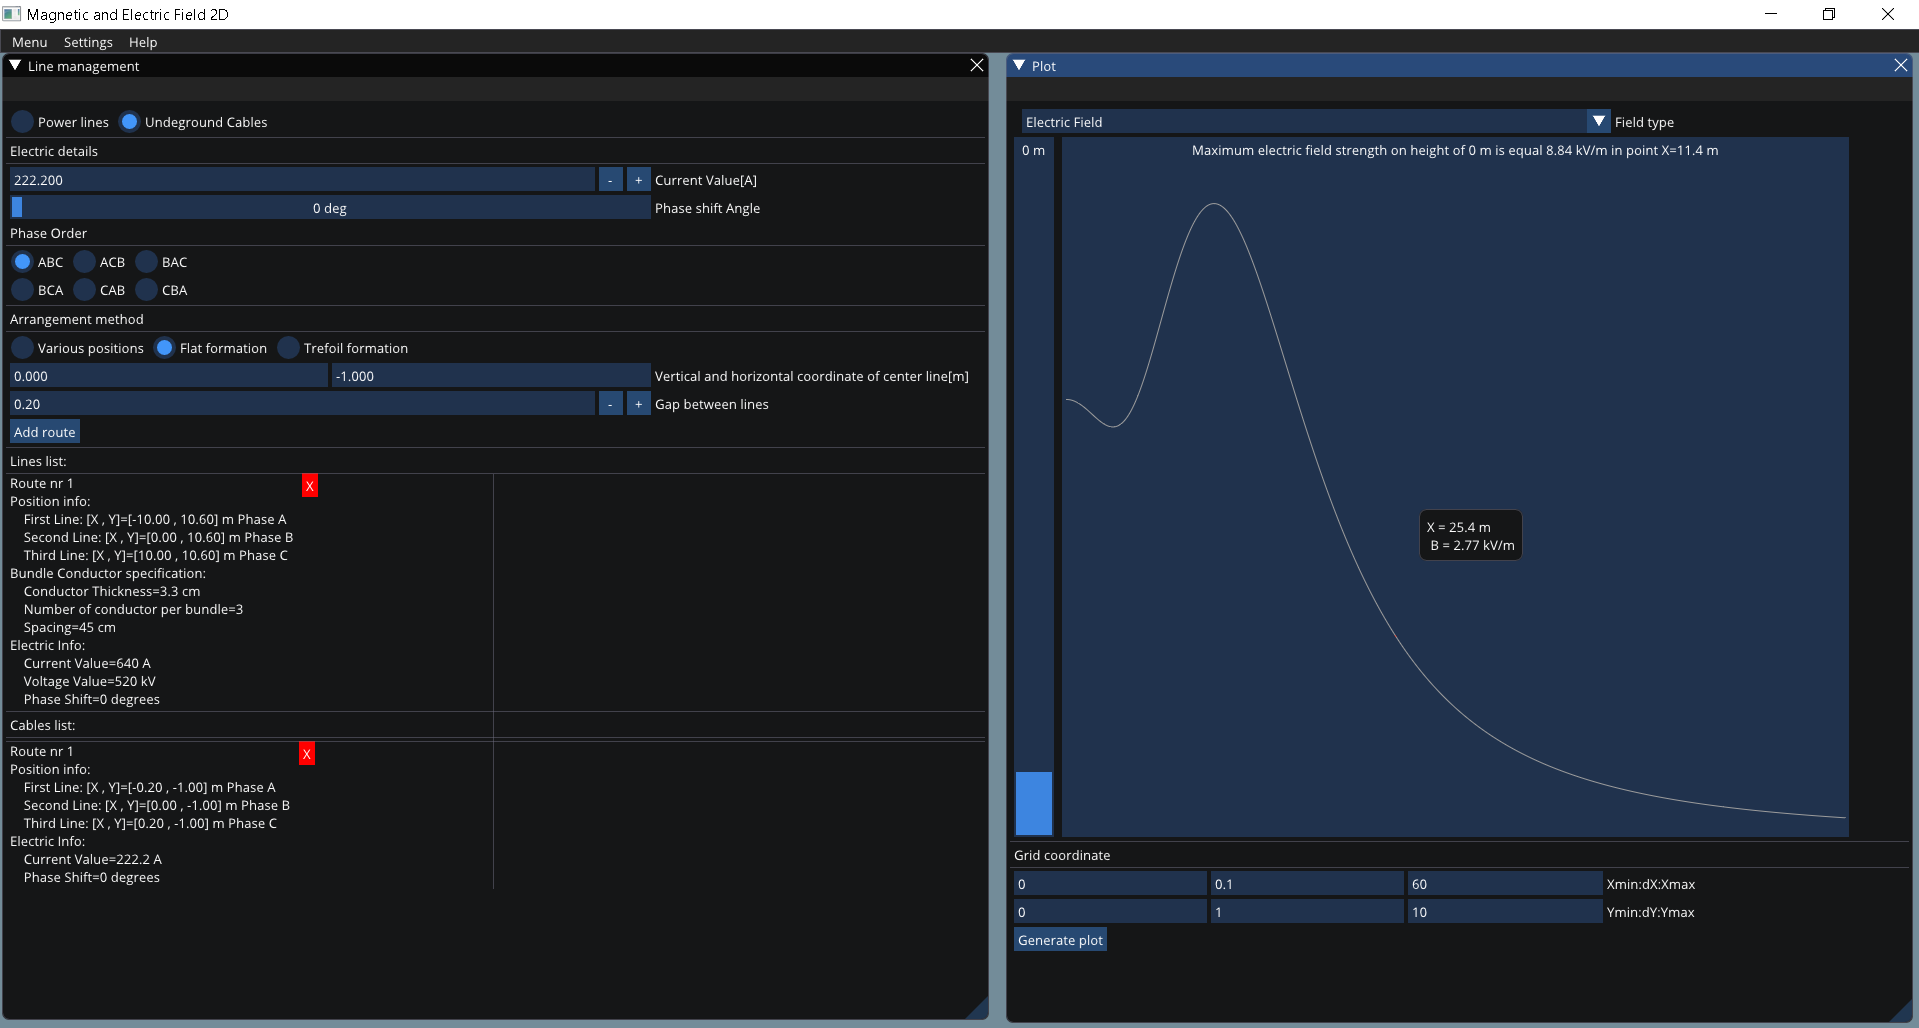 Magnetic and Electric Field 2D
Menu Settings Help
Line management
Power lines Undeground Cables
Electric details
222.200 - + Current Value[A]
0 deg Phase shift Angle
Phase Order
ABC ACB BAC
BCA CAB CBA
Arrangement method
Various positions Flat formation Trefoil formation
0.000 -1.000 Vertical and horizontal coordinate of center line[m]
0.20 - + Gap between lines
Add route
Lines list:
Route nr 1 X
Position info:
First Line: [X , Y]=[-10.00 , 10.60] m Phase A
Second Line: [X , Y]=[0.00 , 10.60] m Phase B
Third Line: [X , Y]=[10.00 , 10.60] m Phase C
Bundle Conductor specification:
Conductor Thickness=3.3 cm
Number of conductor per bundle=3
Spacing=45 cm
Electric Info:
Current Value=640 A
Voltage Value=520 kV
Phase Shift=0 degrees
Cables list:
Route nr 1 X
Position info:
First Line: [X , Y]=[-0.20 , -1.00] m Phase A
Second Line: [X , Y]=[0.00 , -1.00] m Phase B
Third Line: [X , Y]=[0.20 , -1.00] m Phase C
Electric Info:
Current Value=222.2 A
Phase Shift=0 degrees
Plot
Electric Field Field type
0 m
Maximum electric field strength on height of 0 m is equal 8.84 kV/m in point X=11.4 m
X = 25.4 m
B = 2.77 kV/m
Grid coordinate
0 0.1 60 Xmin:dX:Xmax
0 1 10 Ymin:dY:Ymax
Generate plot